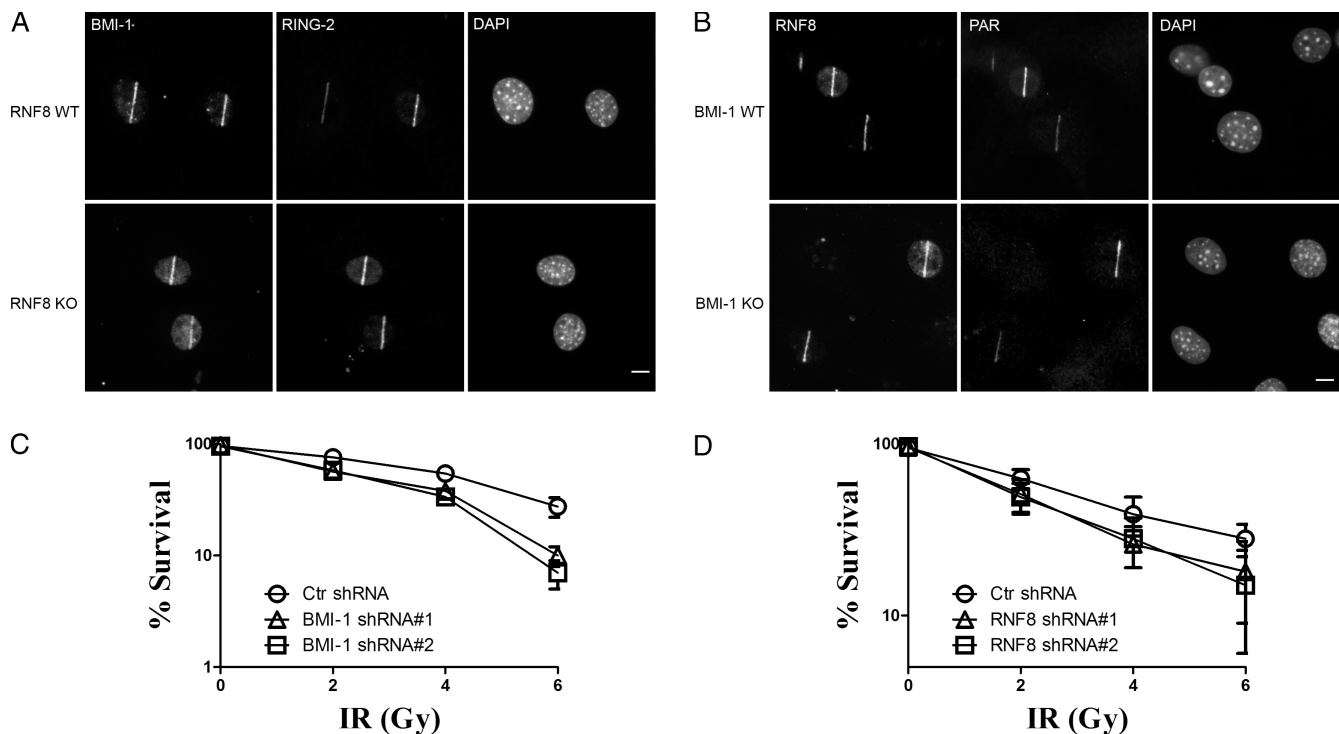 A
BMI-1
RING-2
DAPI
RNF8 WT
RNF8 KO
B
RNF8
PAR
DAPI
BMI-1 WT
BMI-1 KO
C
100
10
1
% Survival
Ctr shRNA
BMI-1 shRNA#1
BMI-1 shRNA#2
0 2 4 6
IR (Gy)
D
100
10
% Survival
Ctr shRNA
RNF8 shRNA#1
RNF8 shRNA#2
0 2 4 6
IR (Gy)